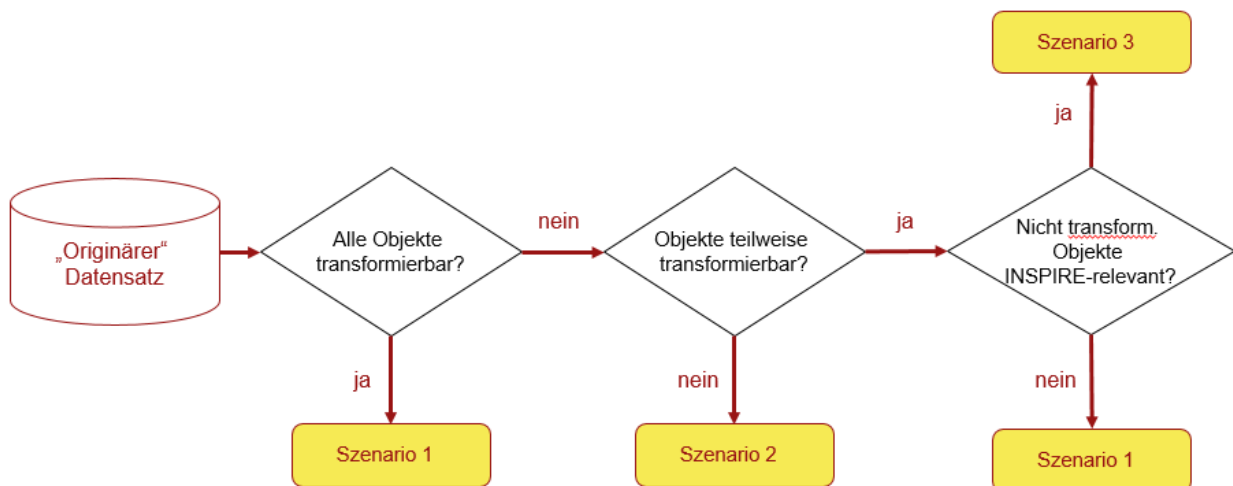 Szenario 3
ja
„Originärer“
Datensatz
Alle Objekte
transformierbar?
nein
Objekte teilweise
transformierbar?
ja
Nicht transform.
Objekte
INSPIRE-relevant?
ja
nein
nein
Szenario 1
Szenario 2
Szenario 1